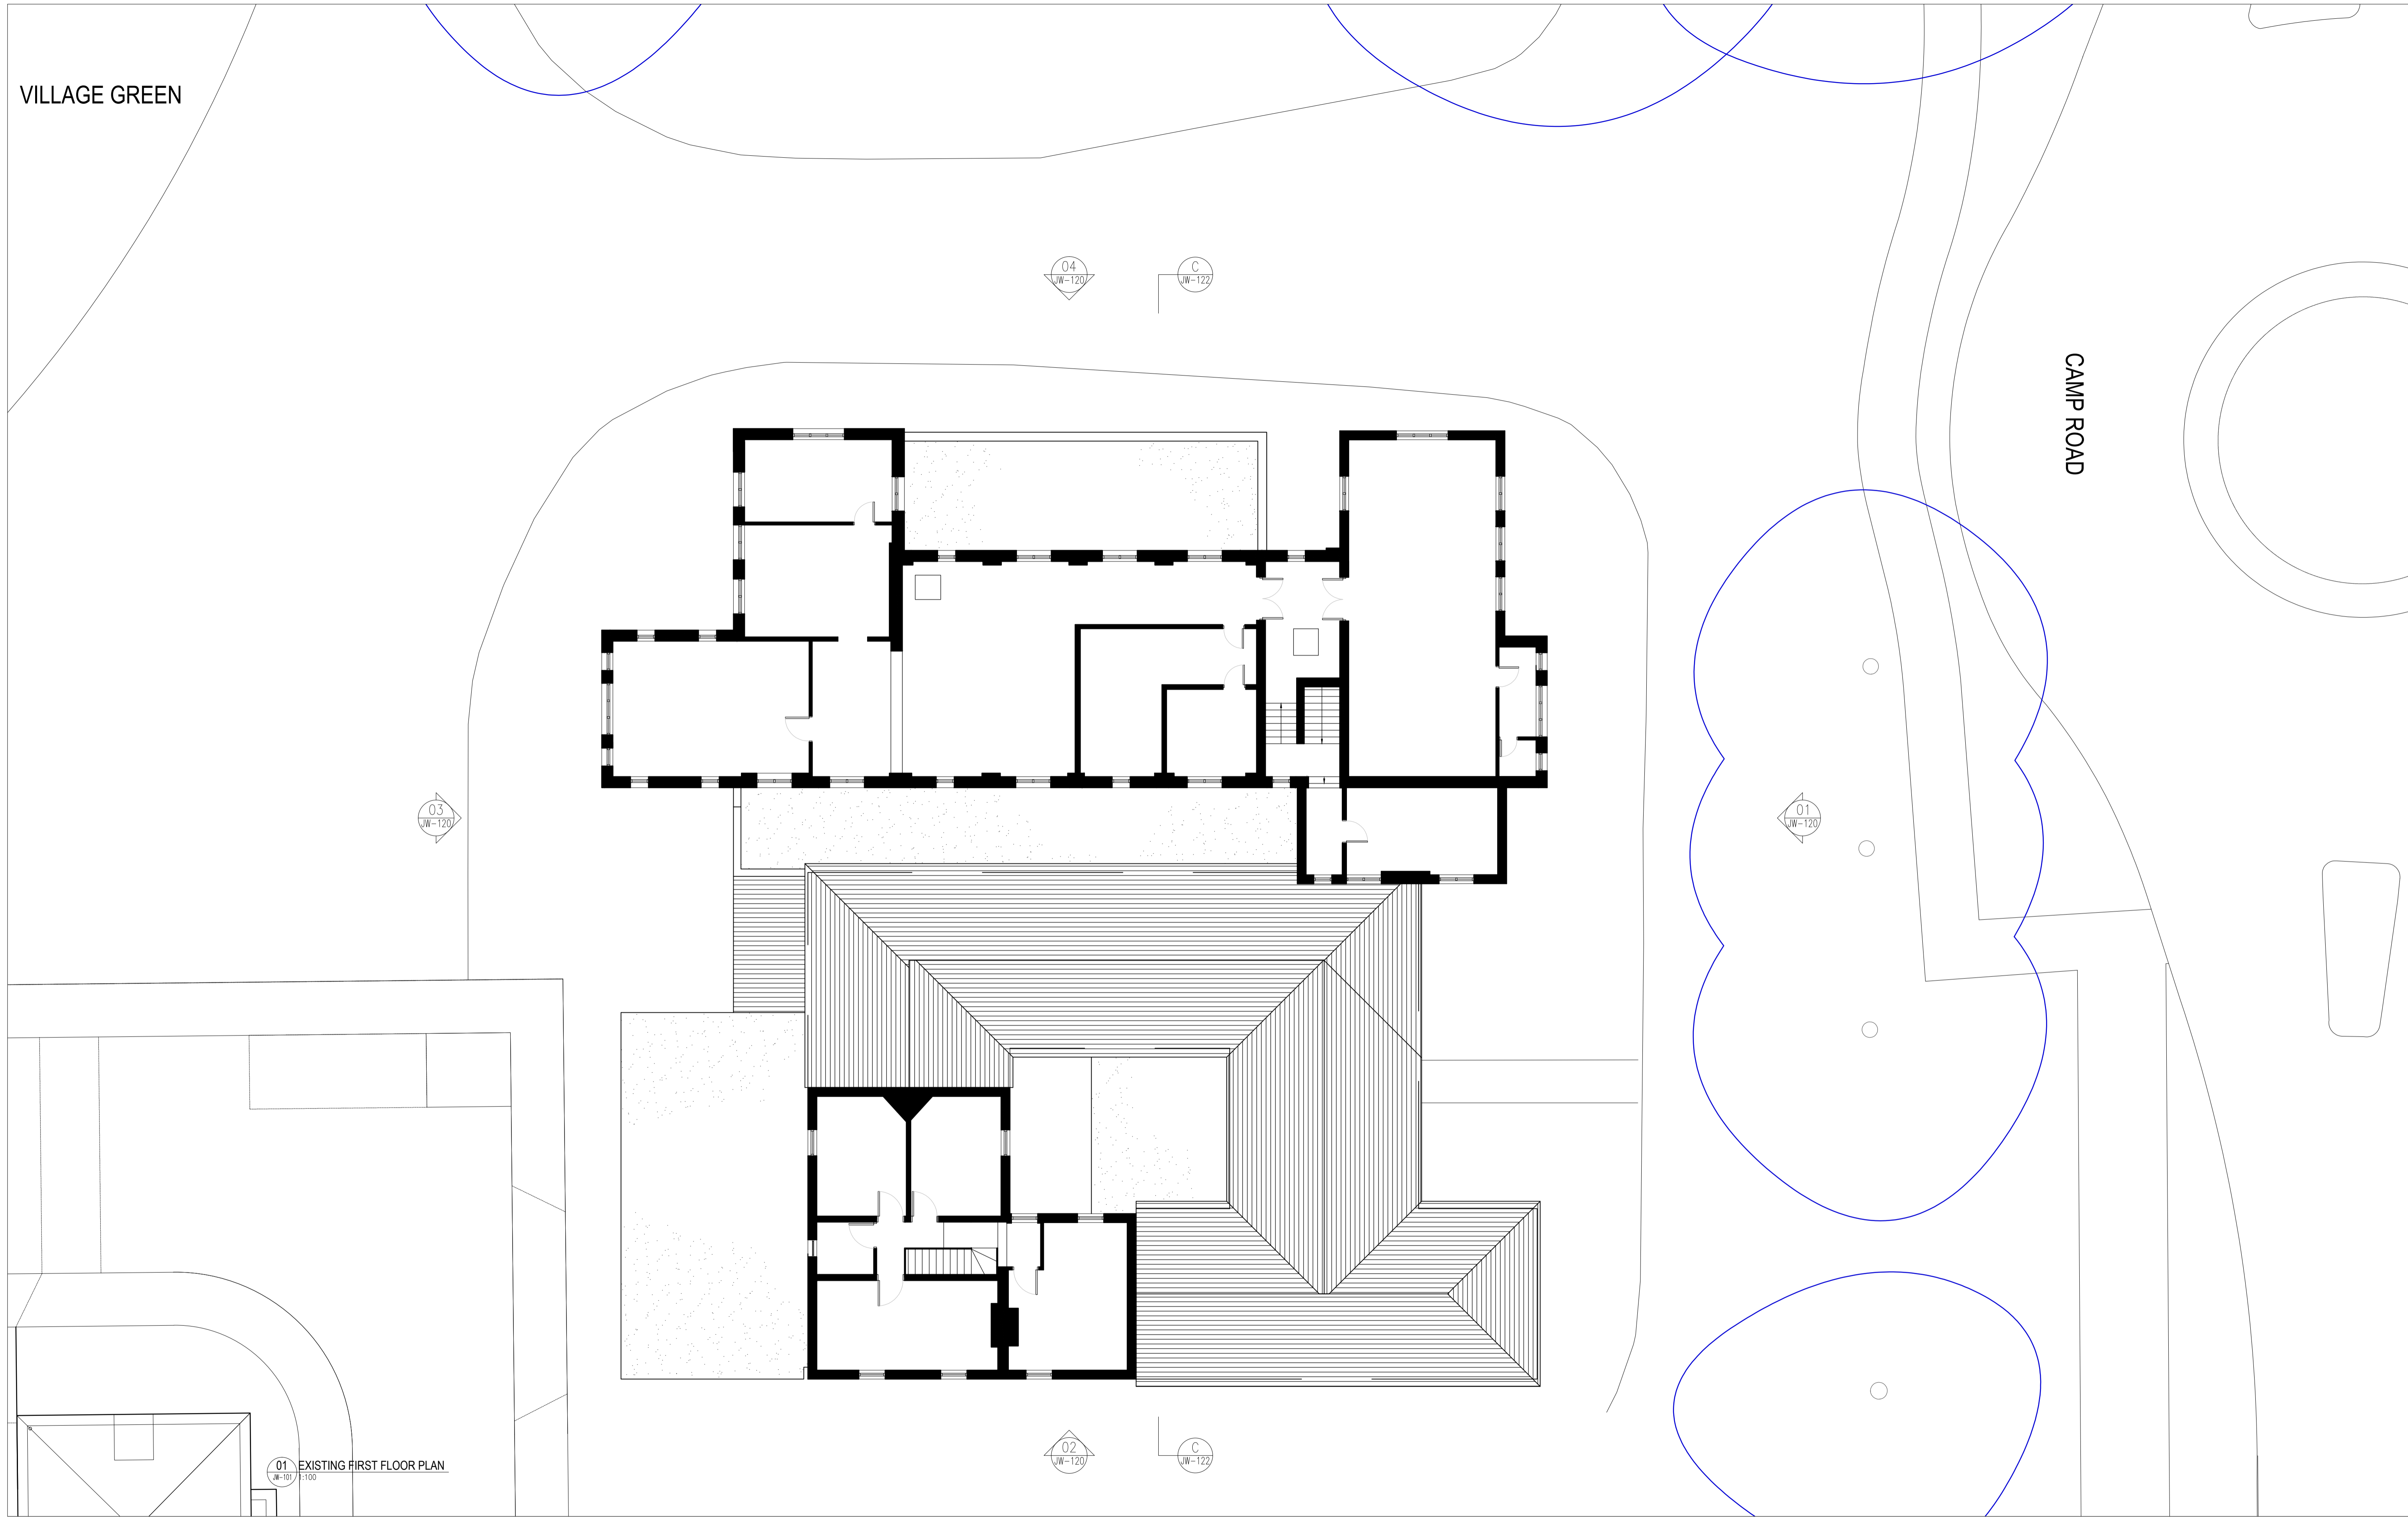 VILLAGE GREEN
04
JW-120
C
JW-122
CAMP ROAD
03
JW-120
01
JW-120
01
JW-101
EXISTING FIRST FLOOR PLAN
1:100
02
JW-120
C
JW-122